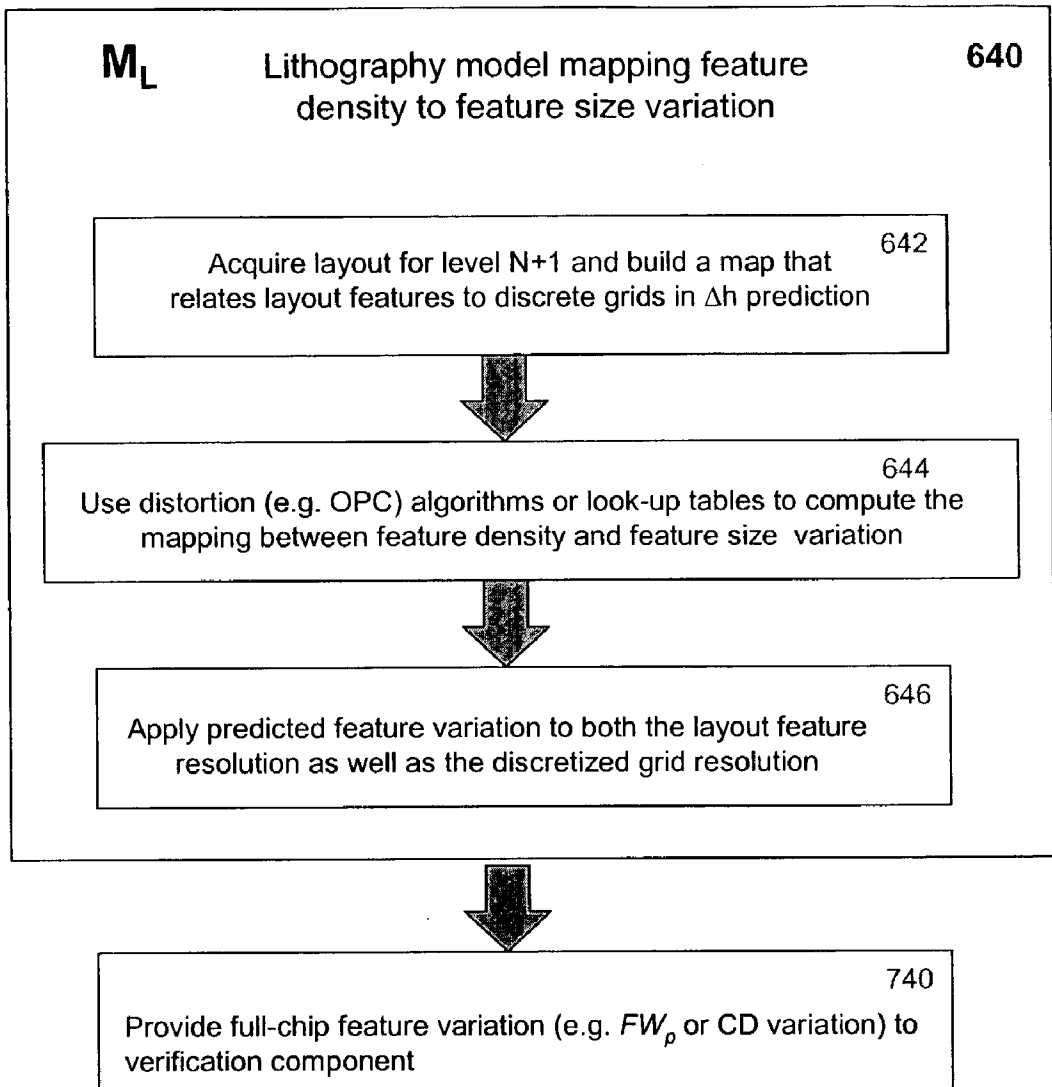 M_L Lithography model mapping feature 640
density to feature size variation
642
Acquire layout for level N+1 and build a map that
relates layout features to discrete grids in Δh prediction
644
Use distortion (e.g. OPC) algorithms or look-up tables to compute the
mapping between feature density and feature size variation
646
Apply predicted feature variation to both the layout feature
resolution as well as the discretized grid resolution
740
Provide full-chip feature variation (e.g. FW_p or CD variation) to
verification component